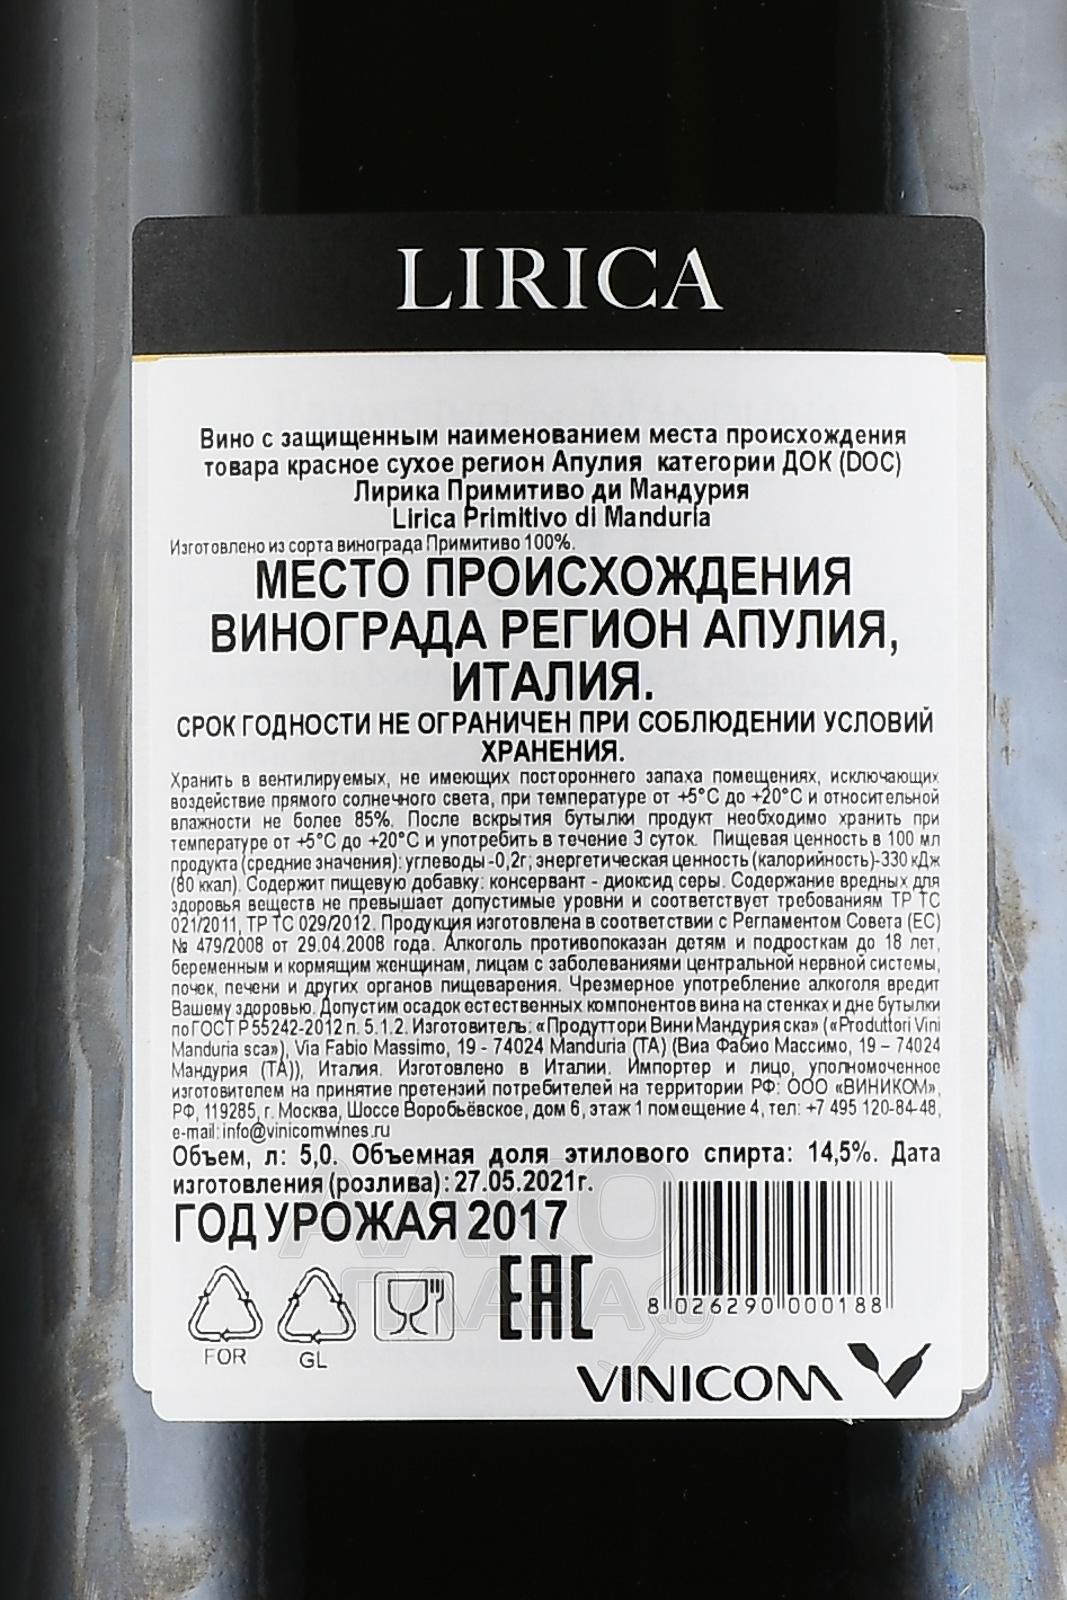 LIRICA
Вино с защищенным наименованием места происхождения
товара красное сухое регион Апулия категории ДОК (DOC)
Лирика Примитиво ди Мандурия
Lirica Primitivo di Manduria
Изготовлено из сорта винограда Примитиво 100%.
МЕСТО ПРОИСХОЖДЕНИЯ
ВИНОГРАДА РЕГИОН АПУЛИЯ,
ИТАЛИЯ.
СРОК ГОДНОСТИ НЕ ОГРАНИЧЕН ПРИ СОБЛЮДЕНИИ УСЛОВИЙ
ХРАНЕНИЯ.
Хранить в вентилируемых, не имеющих постороннего запаха помещениях, исключающих
воздействие прямого солнечного света, при температуре от +5°С до +20°С и относительной
влажности не более 85%. После вскрытия бутылки продукт необходимо хранить при
температуре от +5°С до +20°С и употребить в течение 3 суток. Пищевая ценность в 100 мл
продукта (средние значения): углеводы -0,2г; энергетическая ценность (калорийность)-330 кДж
(80 ккал). Содержит пищевую добавку: консервант - диоксид серы. Содержание вредных для
здоровья веществ не превышает допустимые уровни и соответствует требованиям ТР ТС
021/2011, ТР ТС 029/2012. Продукция изготовлена в соответствии с Регламентом Совета (ЕС)
№ 479/2008 от 29.04.2008 года. Алкоголь противопоказан детям и подросткам до 18 лет,
беременным и кормящим женщинам, лицам с заболеваниями центральной нервной системы,
почек, печени и других органов пищеварения. Чрезмерное употребление алкоголя вредит
Вашему здоровью. Допустим осадок естественных компонентов вина на стенках и дне бутылки
по ГОСТ Р 55242-2012 п. 5.1.2. Изготовитель: «Продуттори Вини Мандурия ска» («Produttori Vini
Manduria sca»), Via Fabio Massimo, 19 - 74024 Manduria (TA) (Виа Фабио Массимо, 19 – 74024
Мандурия (ТА)), Италия. Изготовлено в Италии. Импортер и лицо, уполномоченное
изготовителем на принятие претензий потребителей на территории РФ: ООО «ВИНИКОМ»,
РФ, 119285, г. Москва, Шоссе Воробьёвское, дом 6, этаж 1 помещение 4, тел: +7 495 120-84-48,
e-mail: info@vinicomwines.ru
Объем, л: 5,0. Объемная доля этилового спирта: 14,5%. Дата
изготовления (розлива): 27.05.2021г.
ГОД УРОЖАЯ 2017
FOR
GL
EAC
8 026290 000188
VINICOM
АЛКО
ПЛАЗА.RU